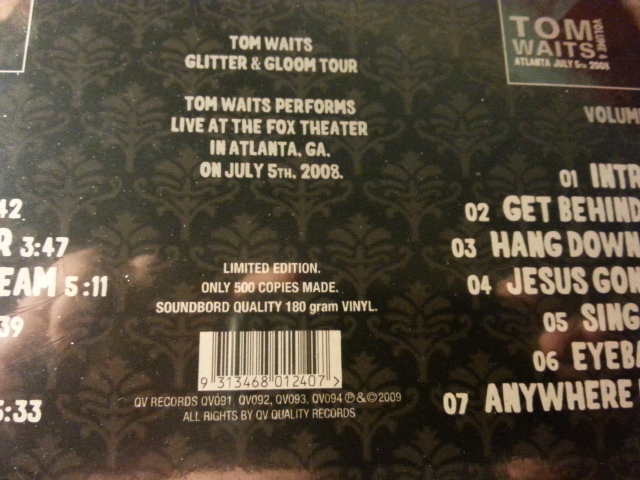 TOM WAITS
GLITTER & GLOOM TOUR
TOM WAITS PERFORMS
LIVE AT THE FOX THEATER
IN ATLANTA, GA.
ON JULY 5TH, 2008.
LIMITED EDITION.
ONLY 500 COPIES MADE.
SOUNDBORD QUALITY 180 gram VINYL.
9 313468 012407 >
QV RECORDS QV091, QV092, QV093, QV094 ℗&©2009
ALL RIGHTS BY QV QUALITY RECORDS
42
R 3:47
EAM 5:11
39
5:33
TOM
WAITS
VOLUME
ATLANTA JULY 5TH 2008
VOLUM
01 INTR
02 GET BEHIND
03 HANG DOWN
04 JESUS GON
05 SING
06 EYEBA
07 ANYWHERE